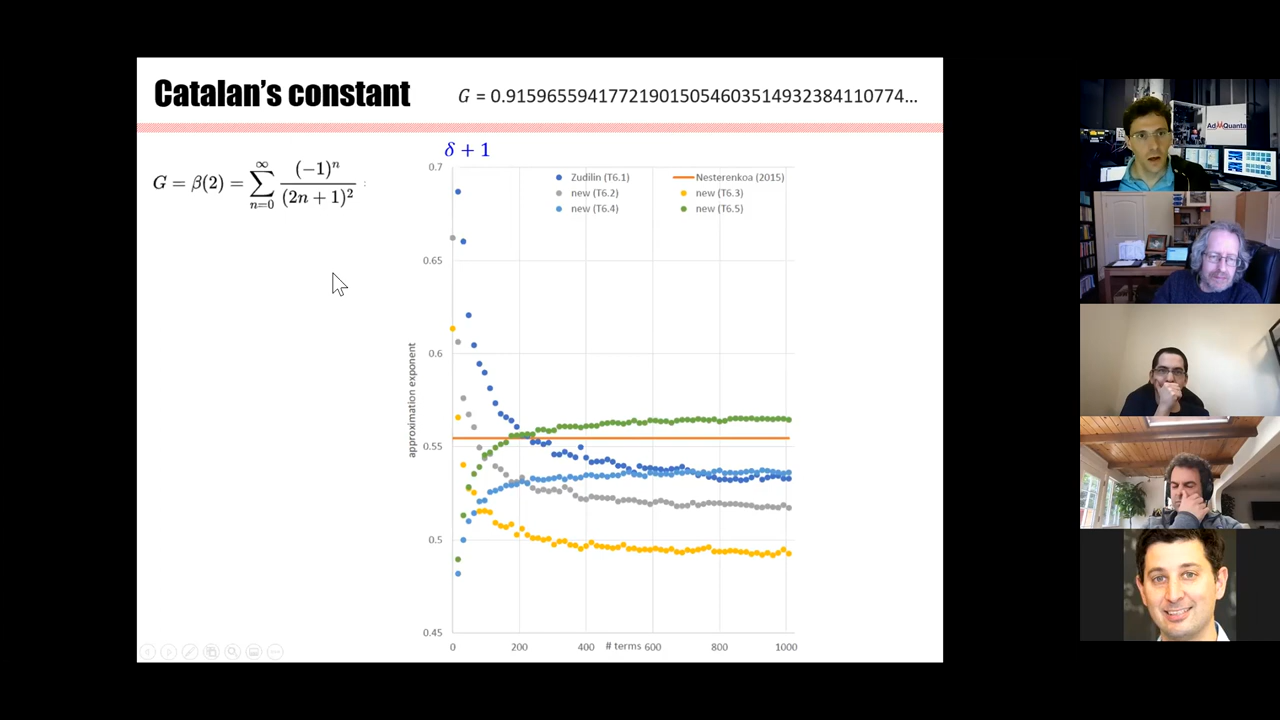 Catalan's constant
G = 0.915965594177219015054603514932384110774...
G = β(2) = ∑_{n=0}^{∞} (−1)^n / (2n + 1)^2
δ + 1
0.7
0.65
0.6
0.55
0.5
0.45
approximation exponent
Zudilin (T6.1)
Nesterenkoa (2015)
new (T6.2)
new (T6.3)
new (T6.4)
new (T6.5)
0
200
400
# terms
600
800
1000
AdMQuanta